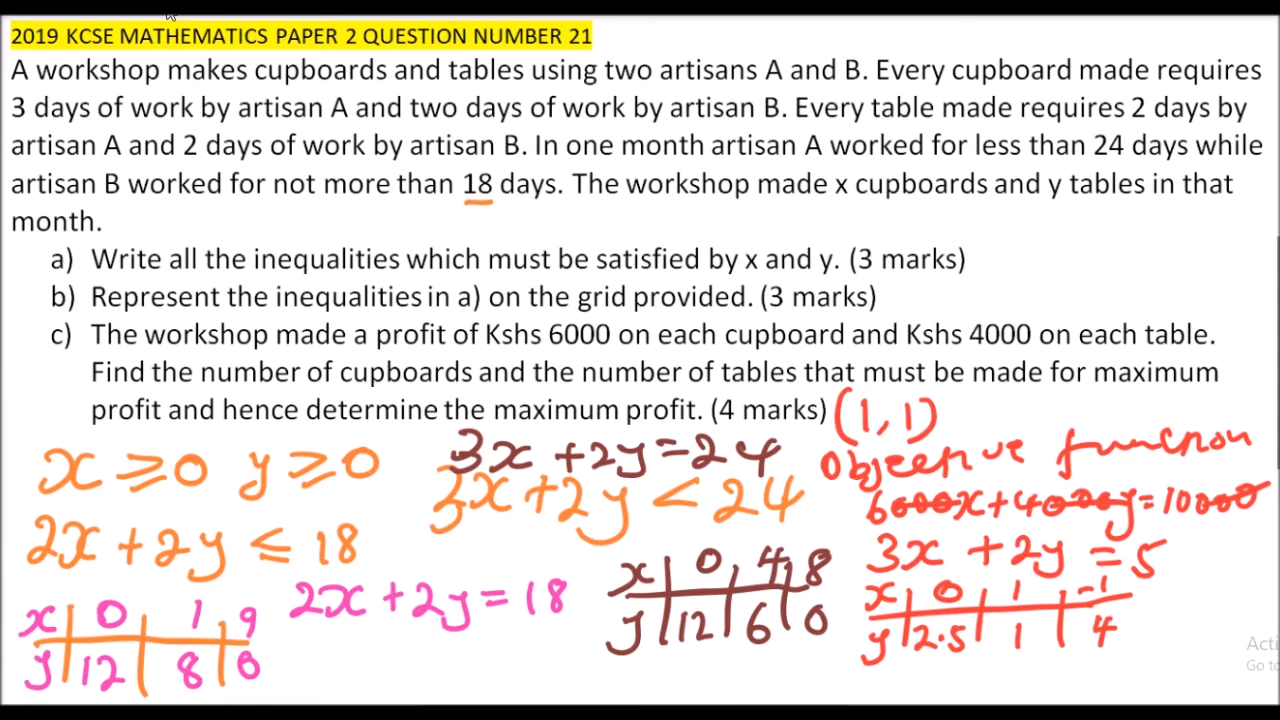 2019 KCSE MATHEMATICS PAPER 2 QUESTION NUMBER 21
A workshop makes cupboards and tables using two artisans A and B. Every cupboard made requires
3 days of work by artisan A and two days of work by artisan B. Every table made requires 2 days by
artisan A and 2 days of work by artisan B. In one month artisan A worked for less than 24 days while
artisan B worked for not more than 18 days. The workshop made x cupboards and y tables in that
month.
a) Write all the inequalities which must be satisfied by x and y. (3 marks)
b) Represent the inequalities in a) on the grid provided. (3 marks)
c) The workshop made a profit of Kshs 6000 on each cupboard and Kshs 4000 on each table.
Find the number of cupboards and the number of tables that must be made for maximum
profit and hence determine the maximum profit. (4 marks) (1, 1)
x ≥ 0 y ≥ 0
2x + 2y ≤ 18
2x + 2y = 18
x | 0 | 1 | 9
y | 12 | 8 | 0
3x + 2y = 24
3x + 2y < 24
x | 0 | 4 | 8
y | 12 | 6 | 0
Objective function
6000x + 4000y = 10000
3x + 2y = 5
x | 0 | 1 | -1
y | 2.5 | 1 | 4
Acti
Go to